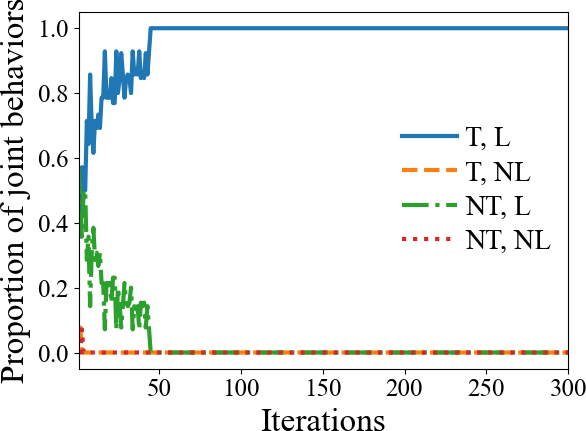 Proportion of joint behaviors
1.0
0.8
0.6
0.4
0.2
0.0
T, L
T, NL
NT, L
NT, NL
50 100 150 200 250 300
Iterations